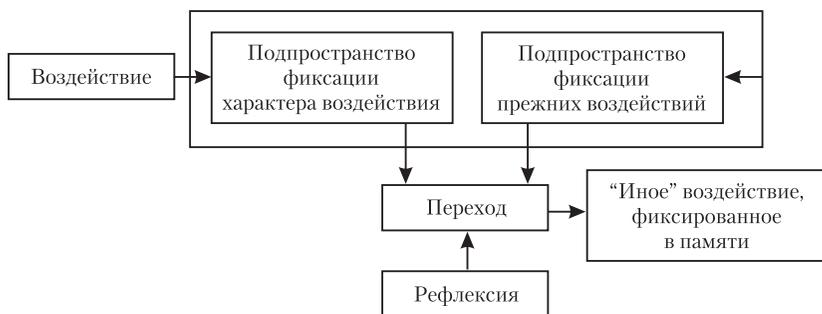 Воздействие
Подпространство
фиксации
характера воздействия
Подпространство
фиксации
прежних воздействий
Переход
“Иное” воздействие,
фиксированное
в памяти
Рефлексия